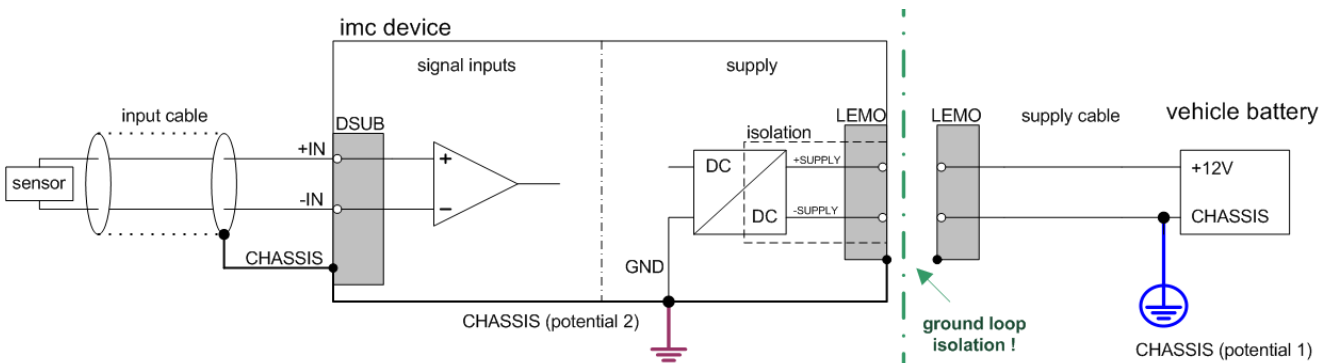 imc device
signal inputs
supply
input cable
DSUB
LEMO
LEMO
supply cable
vehicle battery
isolation
sensor
+IN
-IN
+
−
DC
DC
+SUPPLY
-SUPPLY
+12V
CHASSIS
CHASSIS
GND
CHASSIS (potential 2)
ground loop
isolation !
CHASSIS (potential 1)